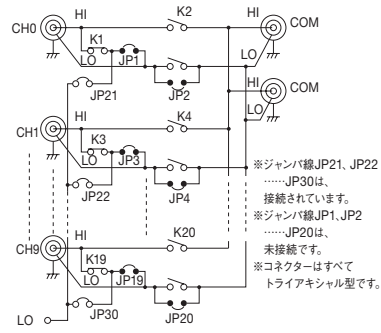 K2
HI
HI
COM
CH0
K1
LO
JP1
LO
HI
COM
JP21
JP2
LO
HI
K4
CH1
K3
LO
JP3
JP22
JP4
※ジャンパ線JP21、JP22
……JP30は、
接続されています。
※ジャンパ線JP1、JP2
……JP20は、
未接続です。
※コネクターはすべて
トライアキシャル型です。
HI
K20
CH9
K19
LO
JP19
JP30
JP20
LO